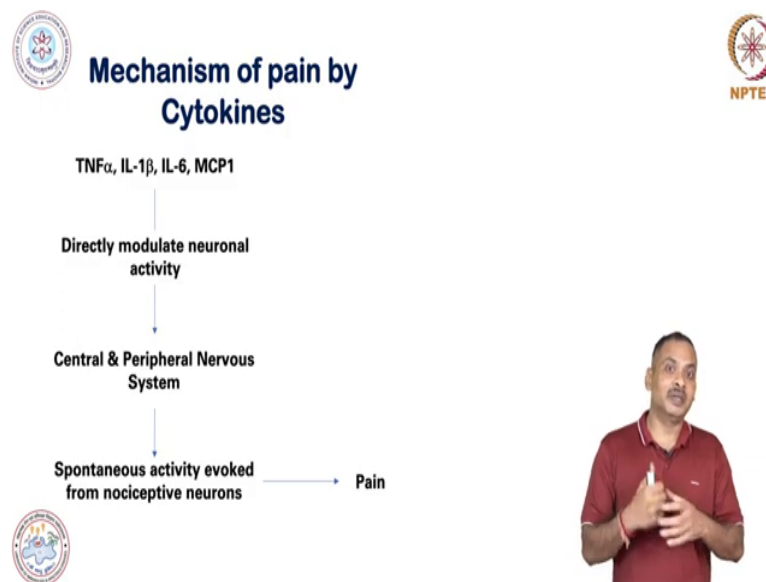 Mechanism of pain by
Cytokines
NPTE
TNFα, IL-1β, IL-6, MCP1
Directly modulate neuronal
activity
Central & Peripheral Nervous
System
Spontaneous activity evoked
from nociceptive neurons
Pain